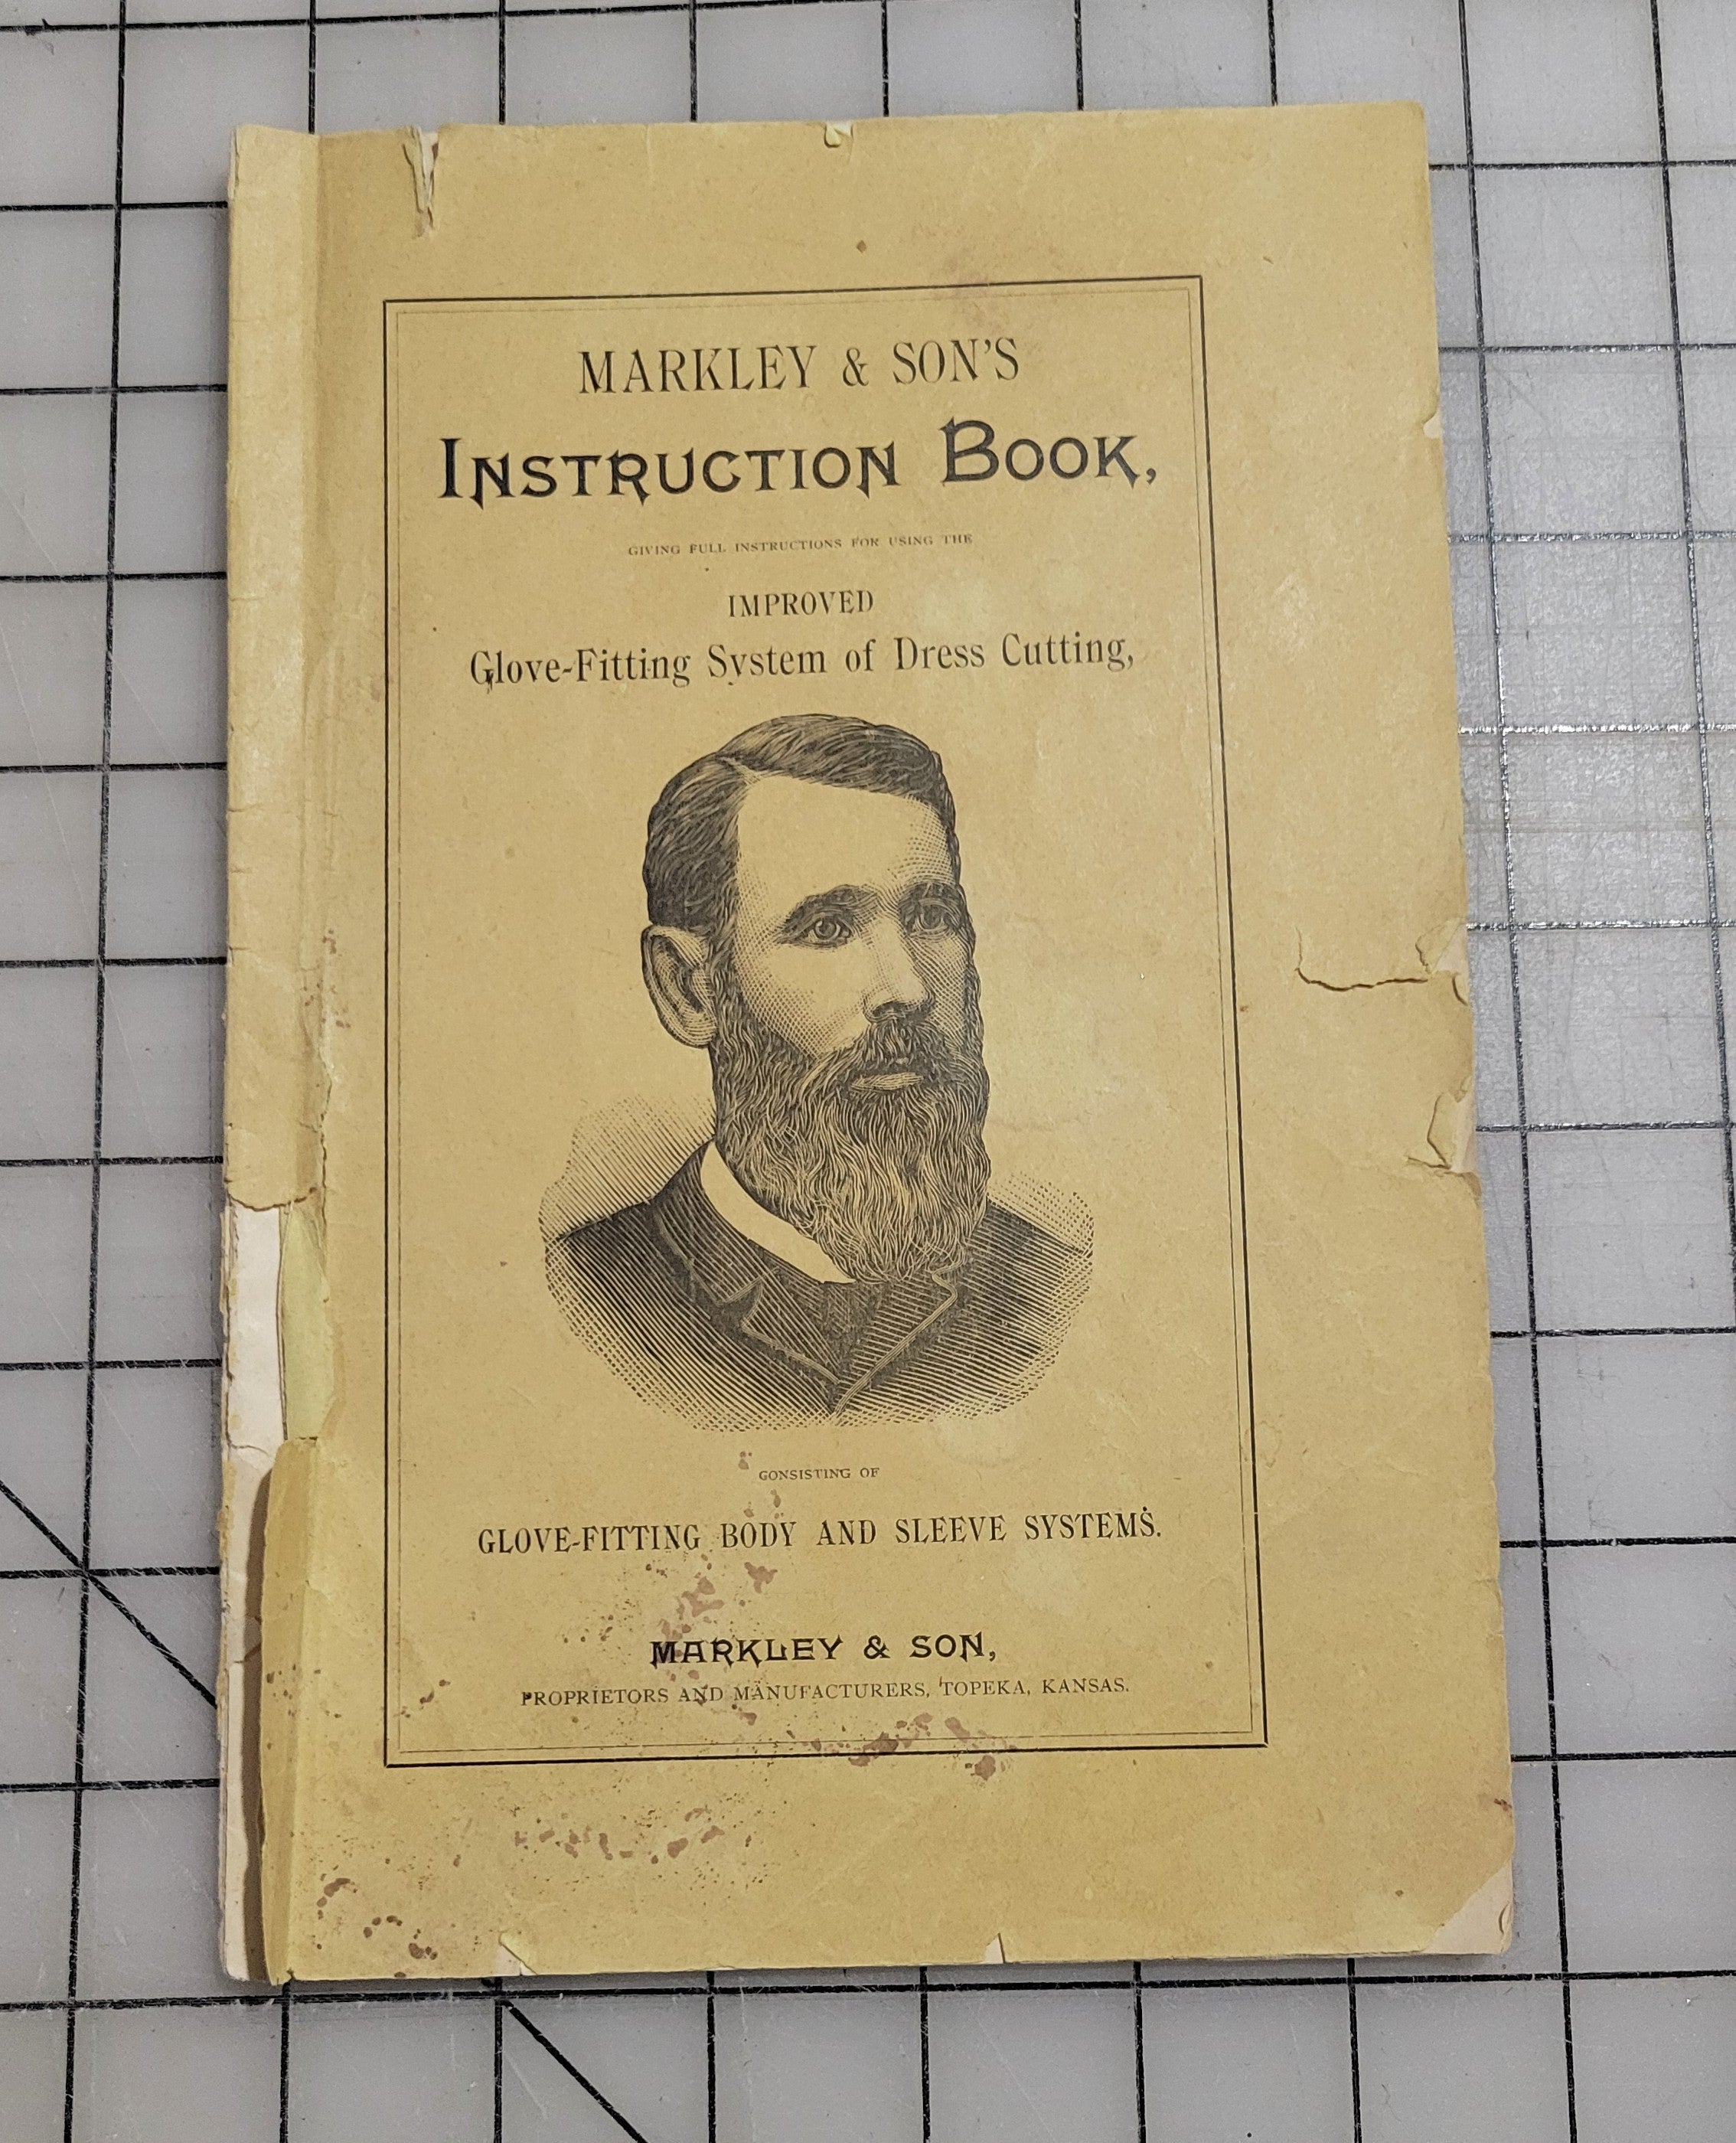 MARKLEY & SON'S
INSTRUCTION BOOK,
GIVING FULL INSTRUCTIONS FOR USING THE
IMPROVED
Glove-Fitting System of Dress Cutting,
CONSISTING OF
GLOVE-FITTING BODY AND SLEEVE SYSTEMS.
MARKLEY & SON,
PROPRIETORS AND MANUFACTURERS, TOPEKA, KANSAS.